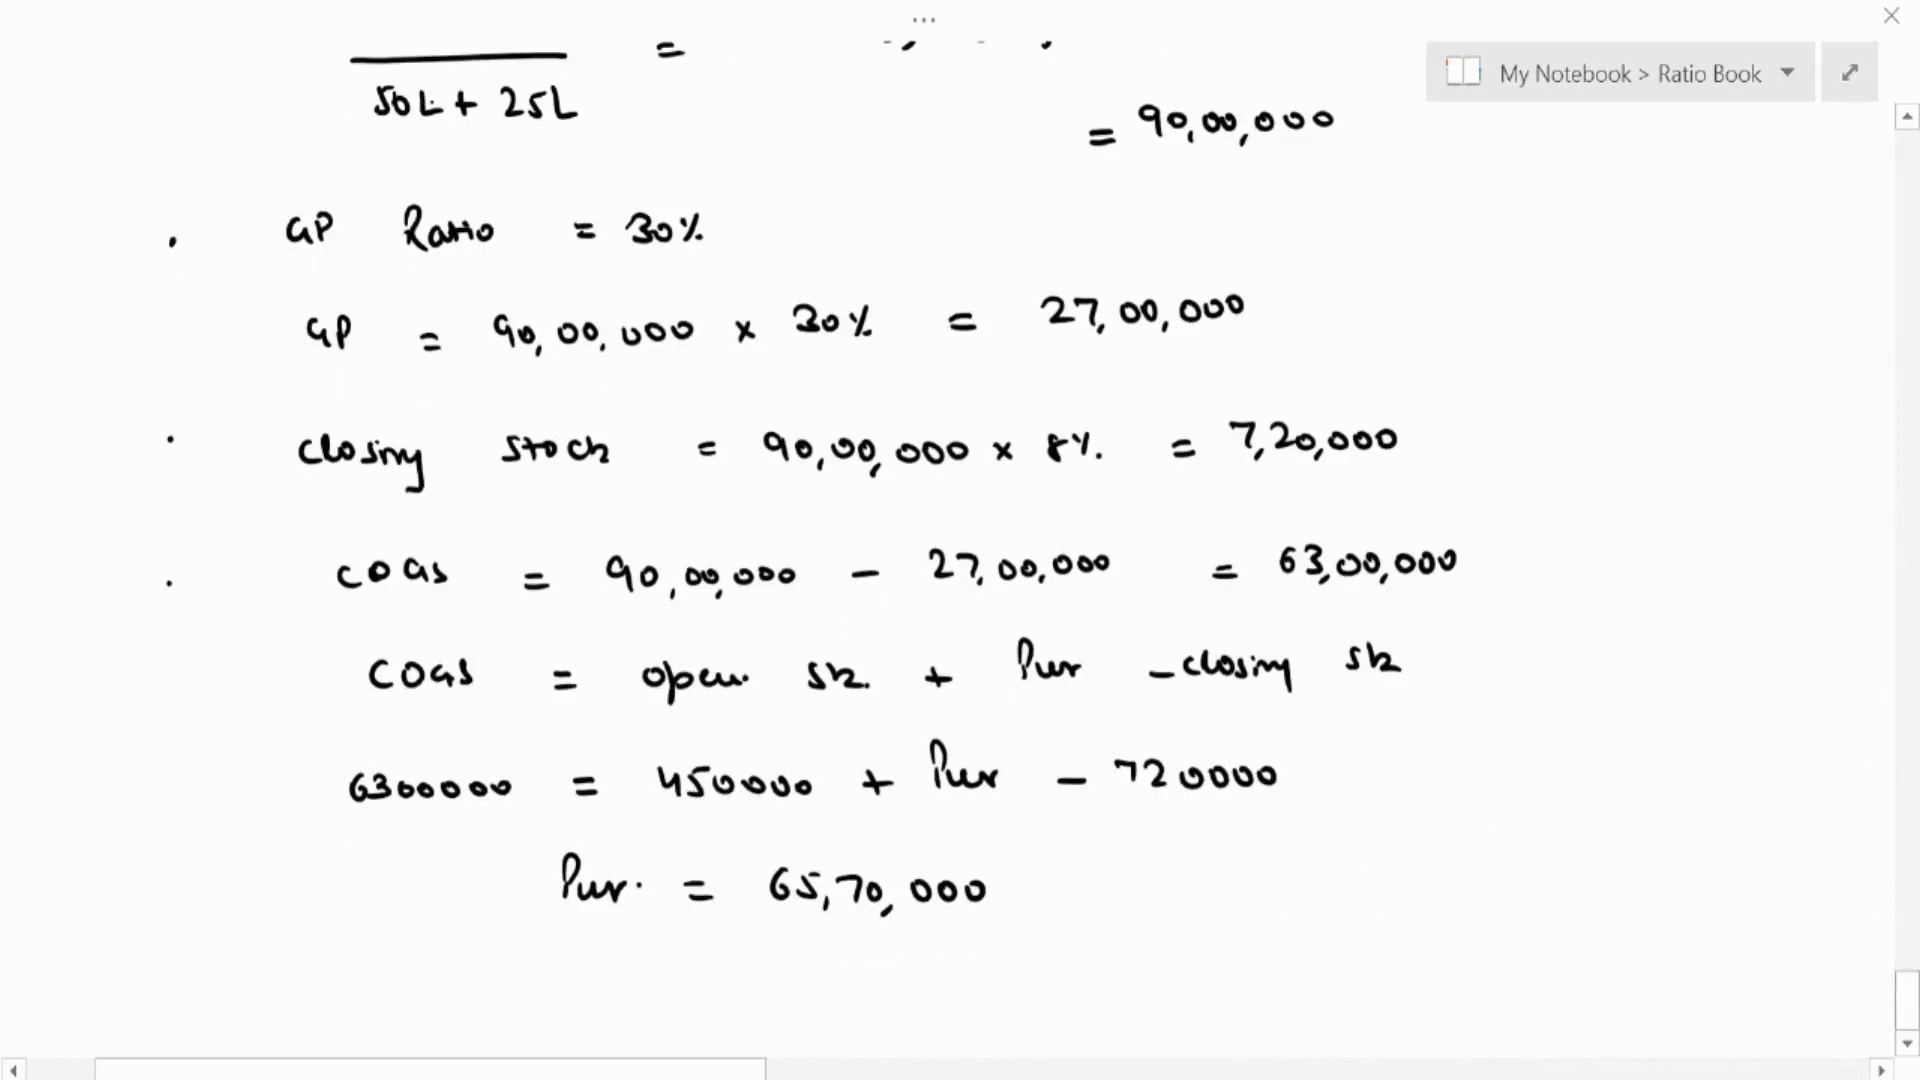 ...
My Notebook > Ratio Book
=
50L + 25L
= 90,00,000
. GP Ratio = 30%
GP = 90,00,000 x 30% = 27,00,000
. Closing Stock = 90,00,000 x 8% = 7,20,000
. COGS = 90,00,000 - 27,00,000 = 63,00,000
COGS = open. Sk. + Pur - closing sk
6300000 = 450000 + Pur - 720000
Pur. = 65,70,000